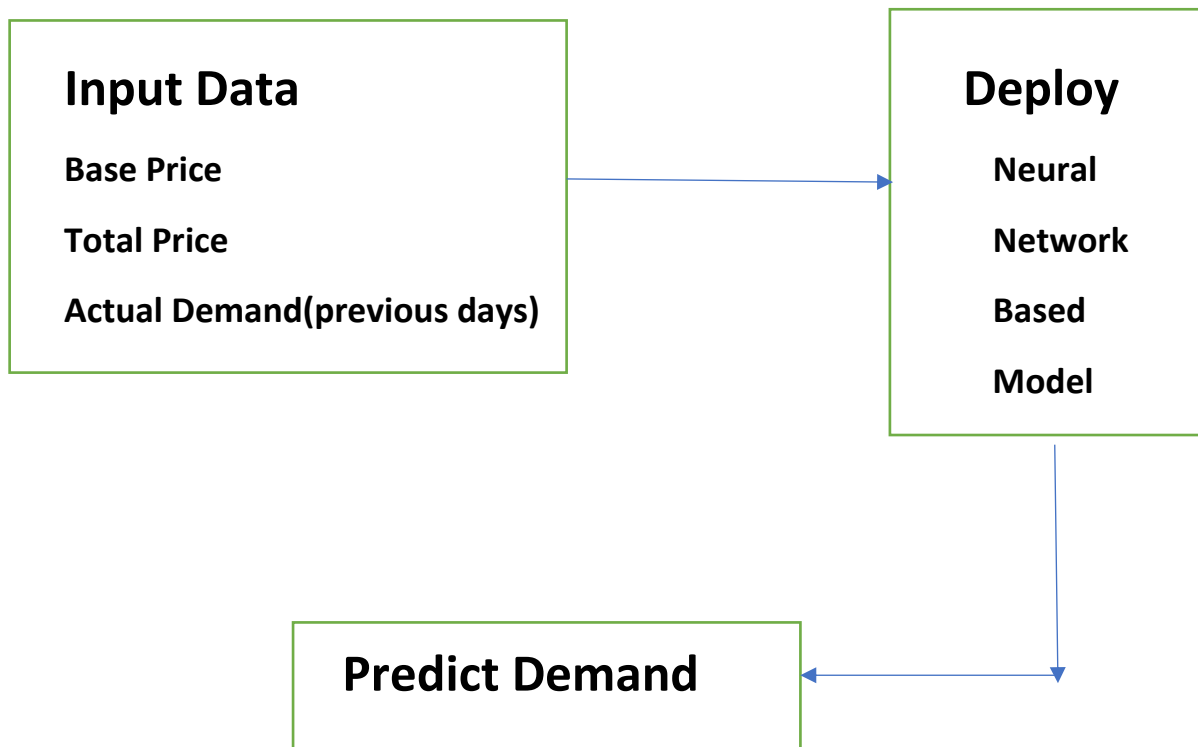 Input Data
Base Price
Total Price
Actual Demand(previous days)
Deploy
Neural
Network
Based
Model
Predict Demand